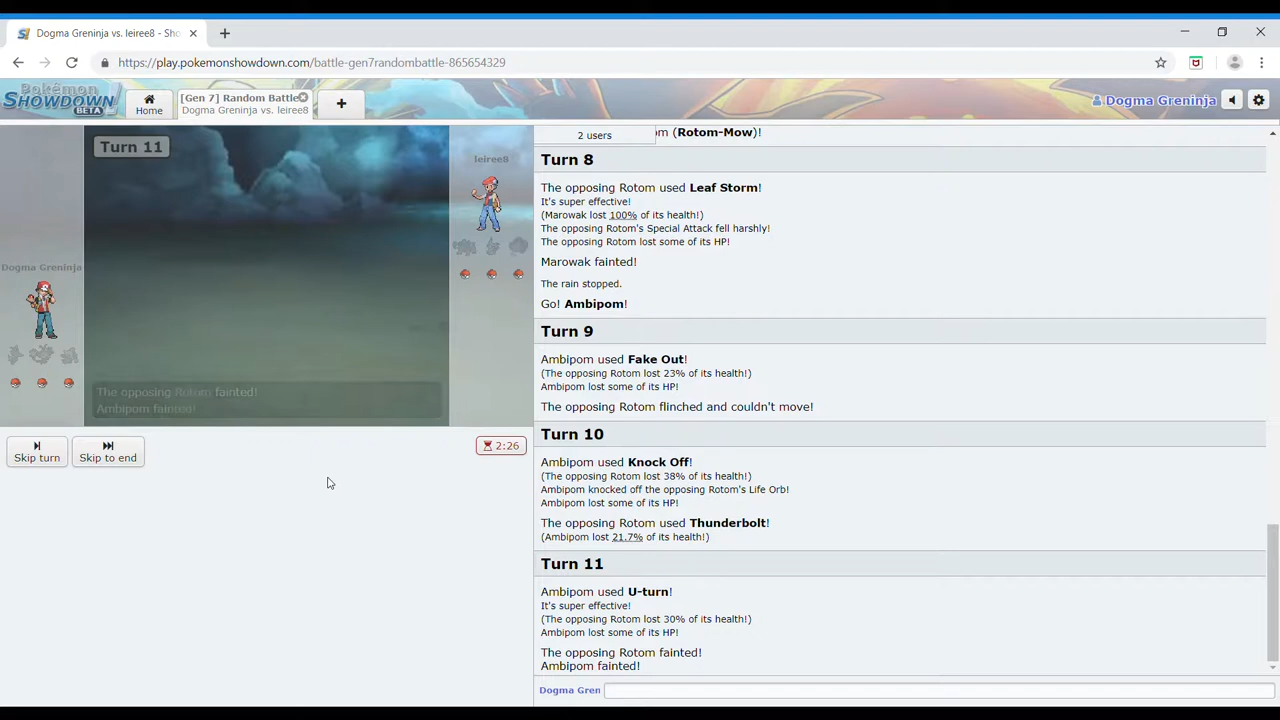 Dogma Greninja vs. leiree8 - Sho
https://play.pokemonshowdown.com/battle-gen7randombattle-865654329
Pokémon
SHOWDOWN
BETA
Home
[Gen 7] Random Battle
Dogma Greninja vs. leiree8
Dogma Greninja
Turn 11
leiree8
Dogma Greninja
The opposing Rotom fainted!
Ambipom fainted!
Skip turn
Skip to end
2:26
2 users
om (Rotom-Mow)!
Turn 8
The opposing Rotom used Leaf Storm!
It's super effective!
(Marowak lost 100% of its health!)
The opposing Rotom's Special Attack fell harshly!
The opposing Rotom lost some of its HP!
Marowak fainted!
The rain stopped.
Go! Ambipom!
Turn 9
Ambipom used Fake Out!
(The opposing Rotom lost 23% of its health!)
Ambipom lost some of its HP!
The opposing Rotom flinched and couldn't move!
Turn 10
Ambipom used Knock Off!
(The opposing Rotom lost 38% of its health!)
Ambipom knocked off the opposing Rotom's Life Orb!
Ambipom lost some of its HP!
The opposing Rotom used Thunderbolt!
(Ambipom lost 21.7% of its health!)
Turn 11
Ambipom used U-turn!
It's super effective!
(The opposing Rotom lost 30% of its health!)
Ambipom lost some of its HP!
The opposing Rotom fainted!
Ambipom fainted!
Dogma Gren